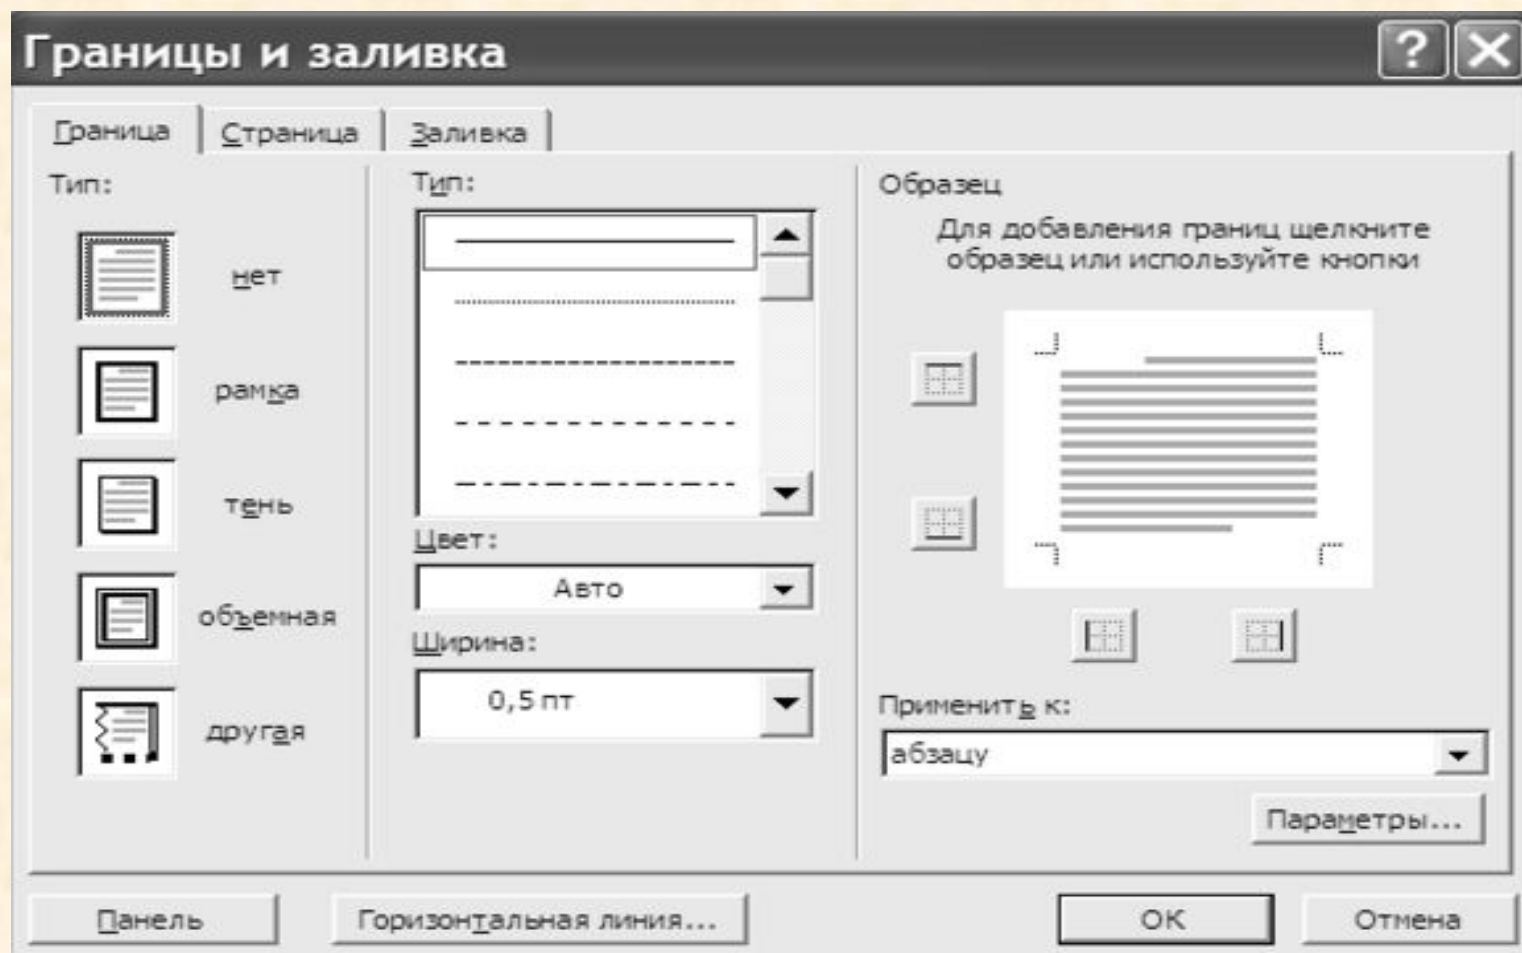 Границы и заливка
Граница
Страница
Заливка
Тип:
нет
рамка
тень
объемная
другая
Тип:
Цвет:
Авто
Ширина:
0,5 пт
Образец
Для добавления границ щелкните
образец или используйте кнопки
Применить к:
абзацу
Параметры...
Панель
Горизонтальная линия...
ОК
Отмена